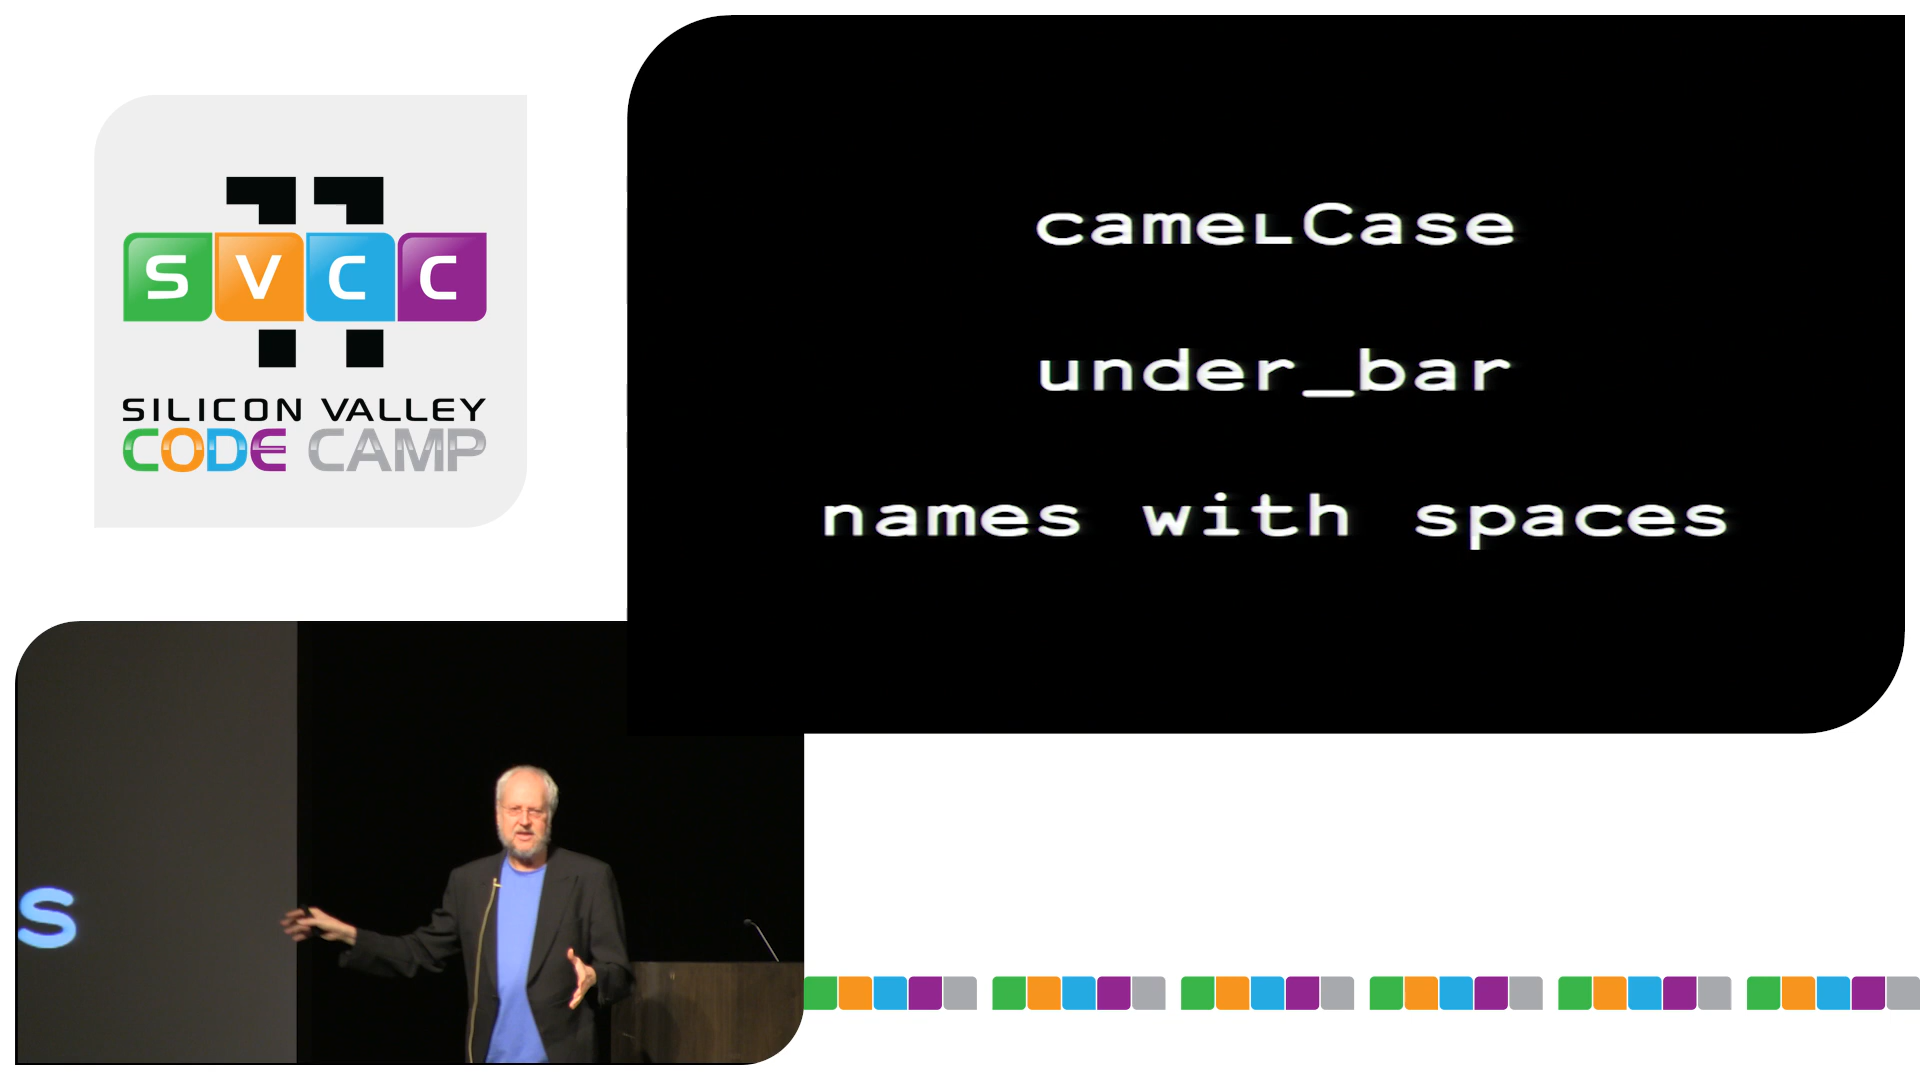 SVCC
SILICON VALLEY
CODE CAMP
camelCase
under_bar
names with spaces
s